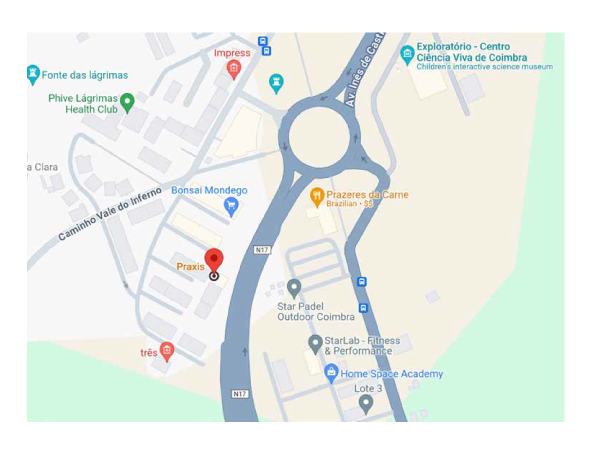 Impress
Exploratório - Centro
Ciência Viva de Coimbra
Children's interactive science museum
Fonte das lágrimas
Av. Inês de Cast
Phive Lágrimas
Health Club
a Clara
Bonsai Mondego
Prazeres da Carne
Brazilian • $$
Caminho Vale do Inferno
N17
Praxis
Star Padel
Outdoor Coimbra
StarLab - Fitness
& Performance
três
Home Space Academy
N17
Lote 3